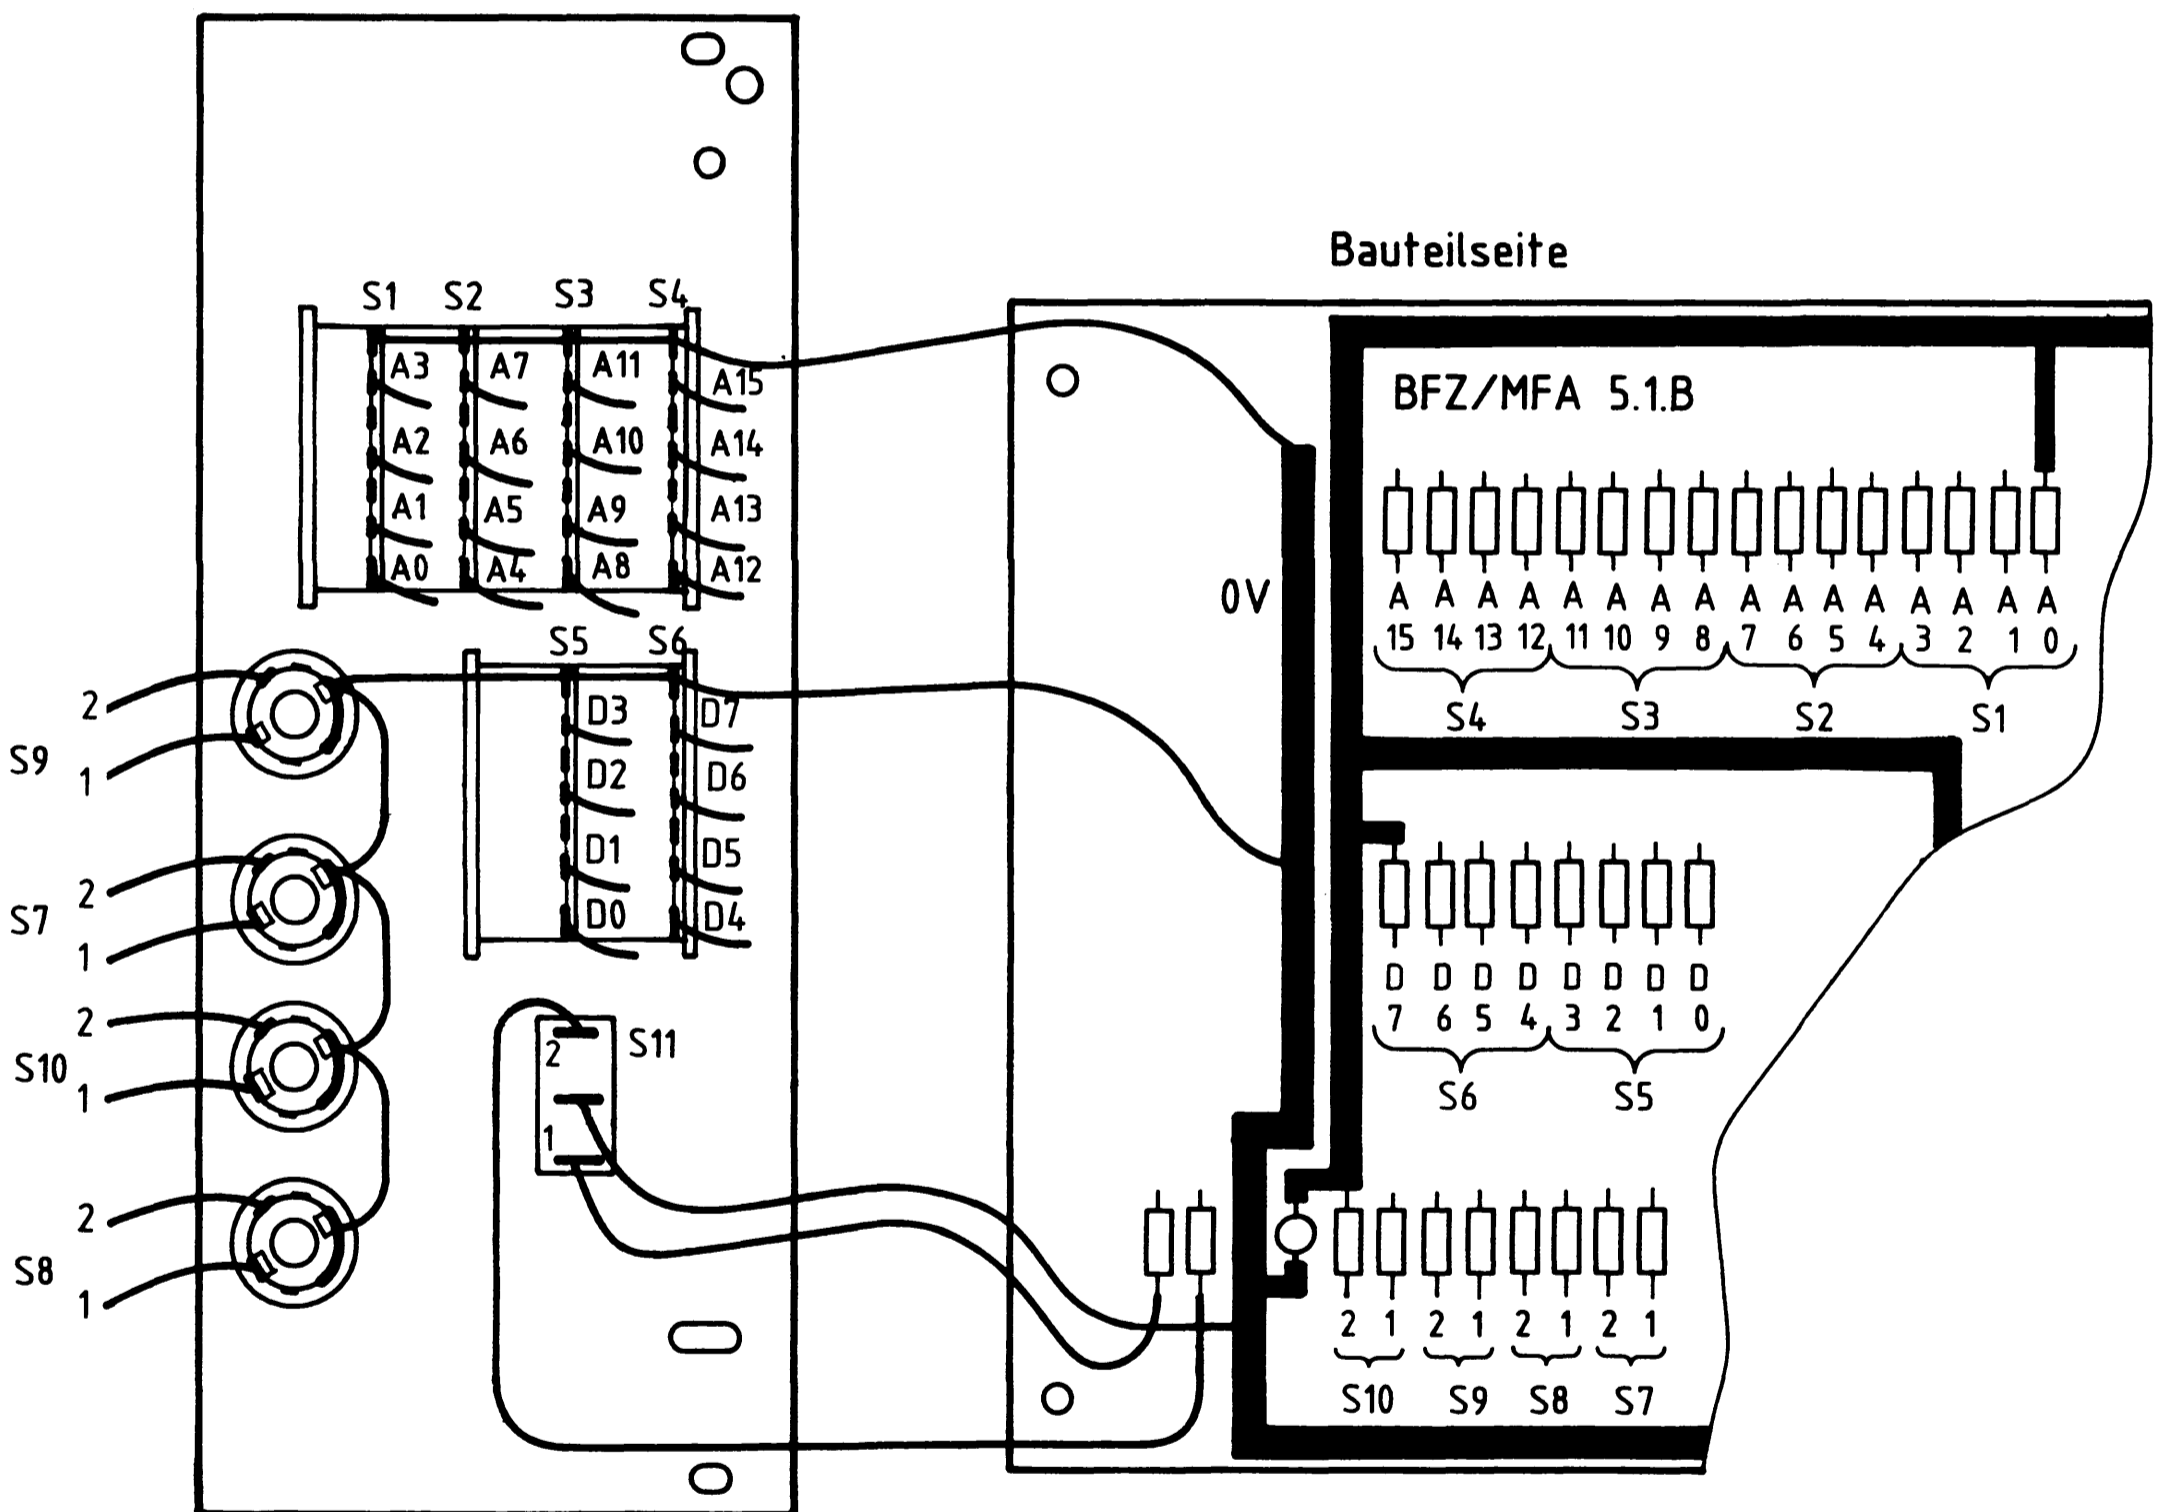 Bauteilseite
S1 S2 S3 S4
A3 A7 A11 A15
A2 A6 A10 A14
A1 A5 A9 A13
A0 A4 A8 A12
S5 S6
D3 D7
D2 D6
D1 D5
D0 D4
2
S9
1
2
S7
1
2
S10
1
2
S8
1
S11
2
1
0V
BFZ/MFA 5.1.B
A A A A A A A A A A A A A A A A
15 14 13 12 11 10 9 8 7 6 5 4 3 2 1 0
S4 S3 S2 S1
D D D D D D D D
7 6 5 4 3 2 1 0
S6 S5
2 1 2 1 2 1 2 1
S10 S9 S8 S7